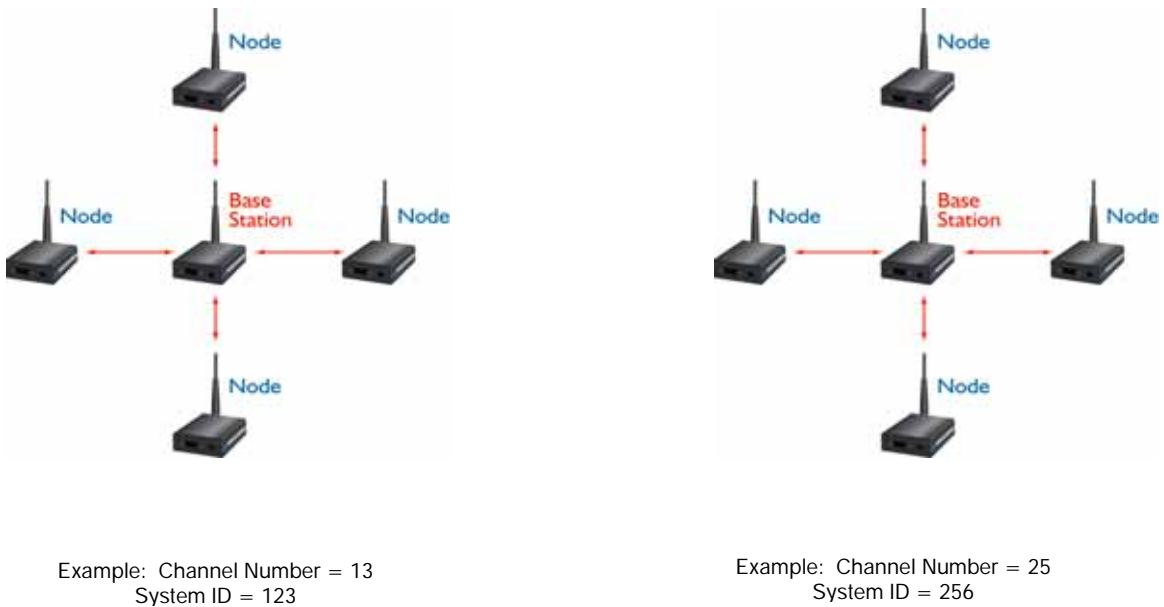 Node
Node
Base
Station
Node
Node
Example: Channel Number = 13
System ID = 123
Node
Node
Base
Station
Node
Node
Example: Channel Number = 25
System ID = 256